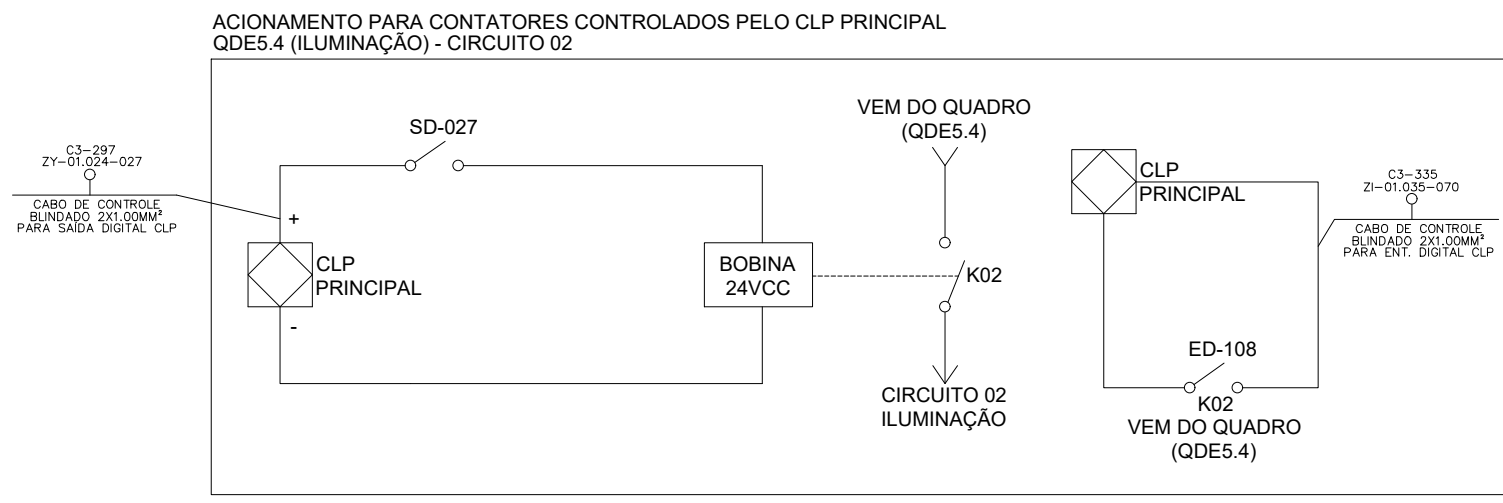 ACIONAMENTO PARA CONTATORES CONTROLADOS PELO CLP PRINCIPAL
QDE5.4 (ILUMINAÇÃO) - CIRCUITO 02
C3-297
ZY-01.024-027
CABO DE CONTROLE
BLINDADO 2X1.00MM²
PARA SAÍDA DIGITAL CLP
SD-027
+
CLP
PRINCIPAL
-
BOBINA
24VCC
VEM DO QUADRO
(QDE5.4)
K02
CIRCUITO 02
ILUMINAÇÃO
CLP
PRINCIPAL
ED-108
K02
VEM DO QUADRO
(QDE5.4)
C3-335
ZI-01.035-070
CABO DE CONTROLE
BLINDADO 2X1.00MM²
PARA ENT. DIGITAL CLP